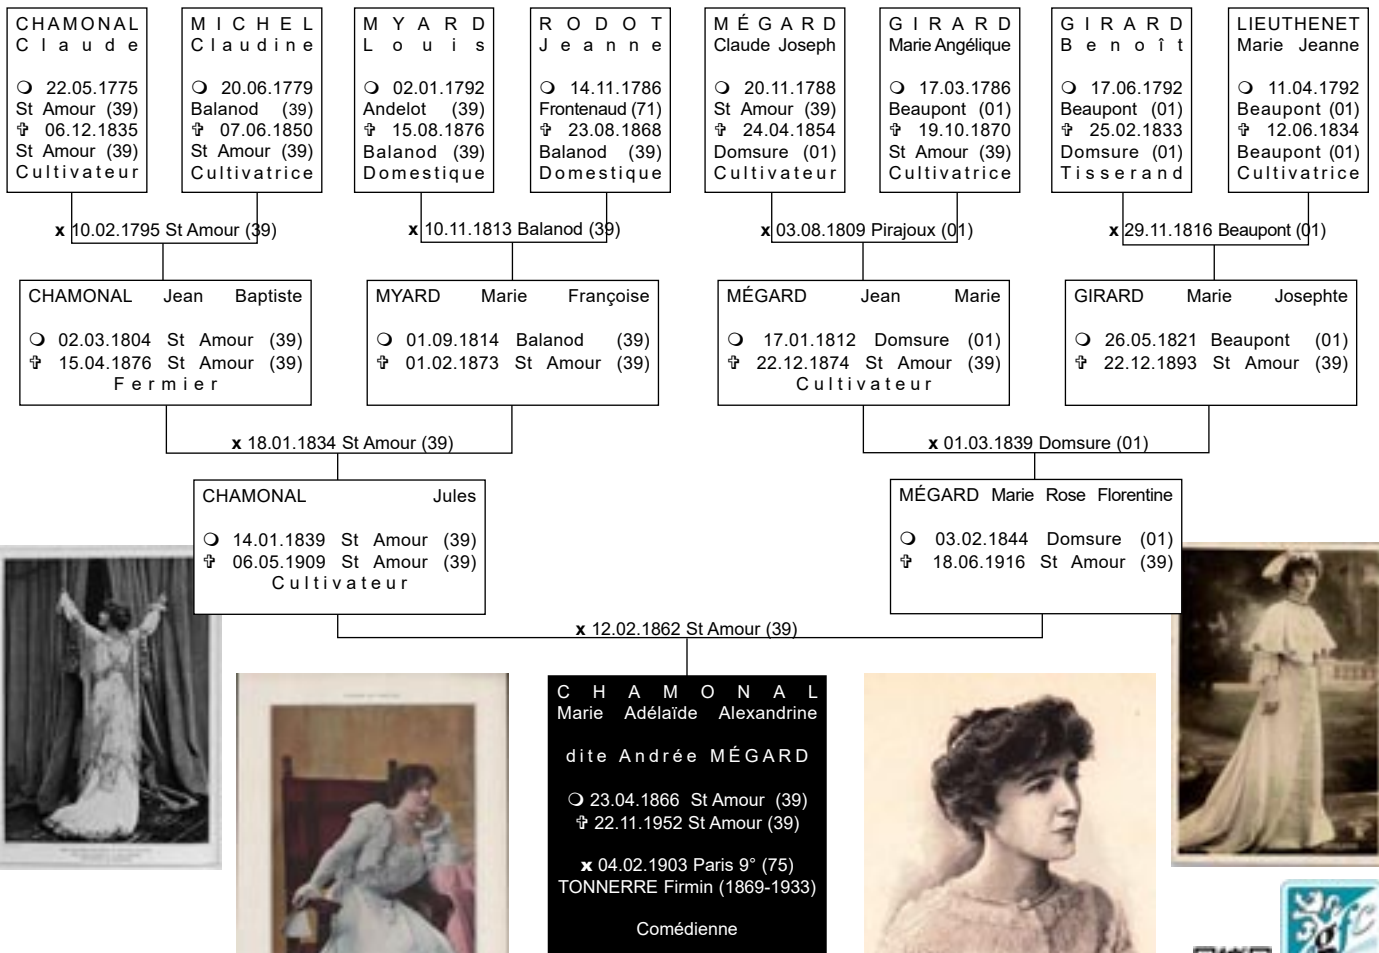 CHAMONAL
Claude
❍ 22.05.1775
St Amour (39)
✞ 06.12.1835
St Amour (39)
Cultivateur
MICHEL
Claudine
❍ 20.06.1779
Balanod (39)
✞ 07.06.1850
St Amour (39)
Cultivatrice
MYARD
Louis
❍ 02.01.1792
Andelot (39)
✞ 15.08.1876
Balanod (39)
Domestique
RODOT
Jeanne
❍ 14.11.1786
Frontenaud (71)
✞ 23.08.1868
Balanod (39)
Domestique
MÉGARD
Claude Joseph
❍ 20.11.1788
St Amour (39)
✞ 24.04.1854
Domsure (01)
Cultivateur
GIRARD
Marie Angélique
❍ 17.03.1786
Beaupont (01)
✞ 19.10.1870
St Amour (39)
Cultivatrice
GIRARD
Benoît
❍ 17.06.1792
Beaupont (01)
✞ 25.02.1833
Domsure (01)
Tisserand
LIEUTHENET
Marie Jeanne
❍ 11.04.1792
Beaupont (01)
✞ 12.06.1834
Beaupont (01)
Cultivatrice
x 10.02.1795 St Amour (39)
x 10.11.1813 Balanod (39)
x 03.08.1809 Pirajoux (01)
x 29.11.1816 Beaupont (01)
CHAMONAL Jean Baptiste
❍ 02.03.1804 St Amour (39)
✞ 15.04.1876 St Amour (39)
Fermier
MYARD Marie Françoise
❍ 01.09.1814 Balanod (39)
✞ 01.02.1873 St Amour (39)
MÉGARD Jean Marie
❍ 17.01.1812 Domsure (01)
✞ 22.12.1874 St Amour (39)
Cultivateur
GIRARD Marie Josephte
❍ 26.05.1821 Beaupont (01)
✞ 22.12.1893 St Amour (39)
x 18.01.1834 St Amour (39)
x 01.03.1839 Domsure (01)
CHAMONAL Jules
❍ 14.01.1839 St Amour (39)
✞ 06.05.1909 St Amour (39)
Cultivateur
MÉGARD Marie Rose Florentine
❍ 03.02.1844 Domsure (01)
✞ 18.06.1916 St Amour (39)
x 12.02.1862 St Amour (39)
CHAMONAL
Marie Adélaïde Alexandrine
dite Andrée MÉGARD
❍ 23.04.1866 St Amour (39)
✞ 22.11.1952 St Amour (39)
x 04.02.1903 Paris 9° (75)
TONNERRE Firmin (1869-1933)
Comédienne
gfc